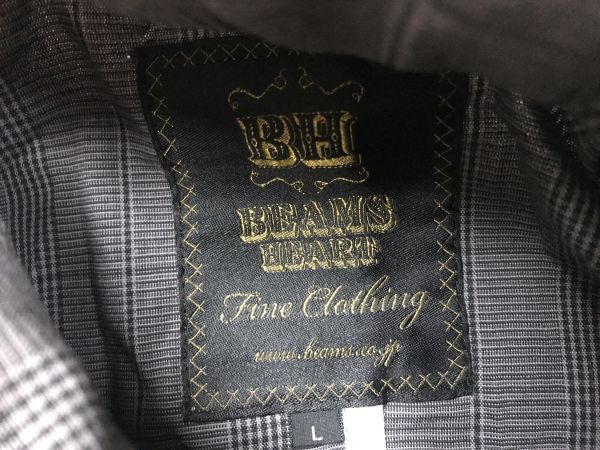 BH
BEAMS
HEART
Fine Clothing
www.beams.co.jp
L